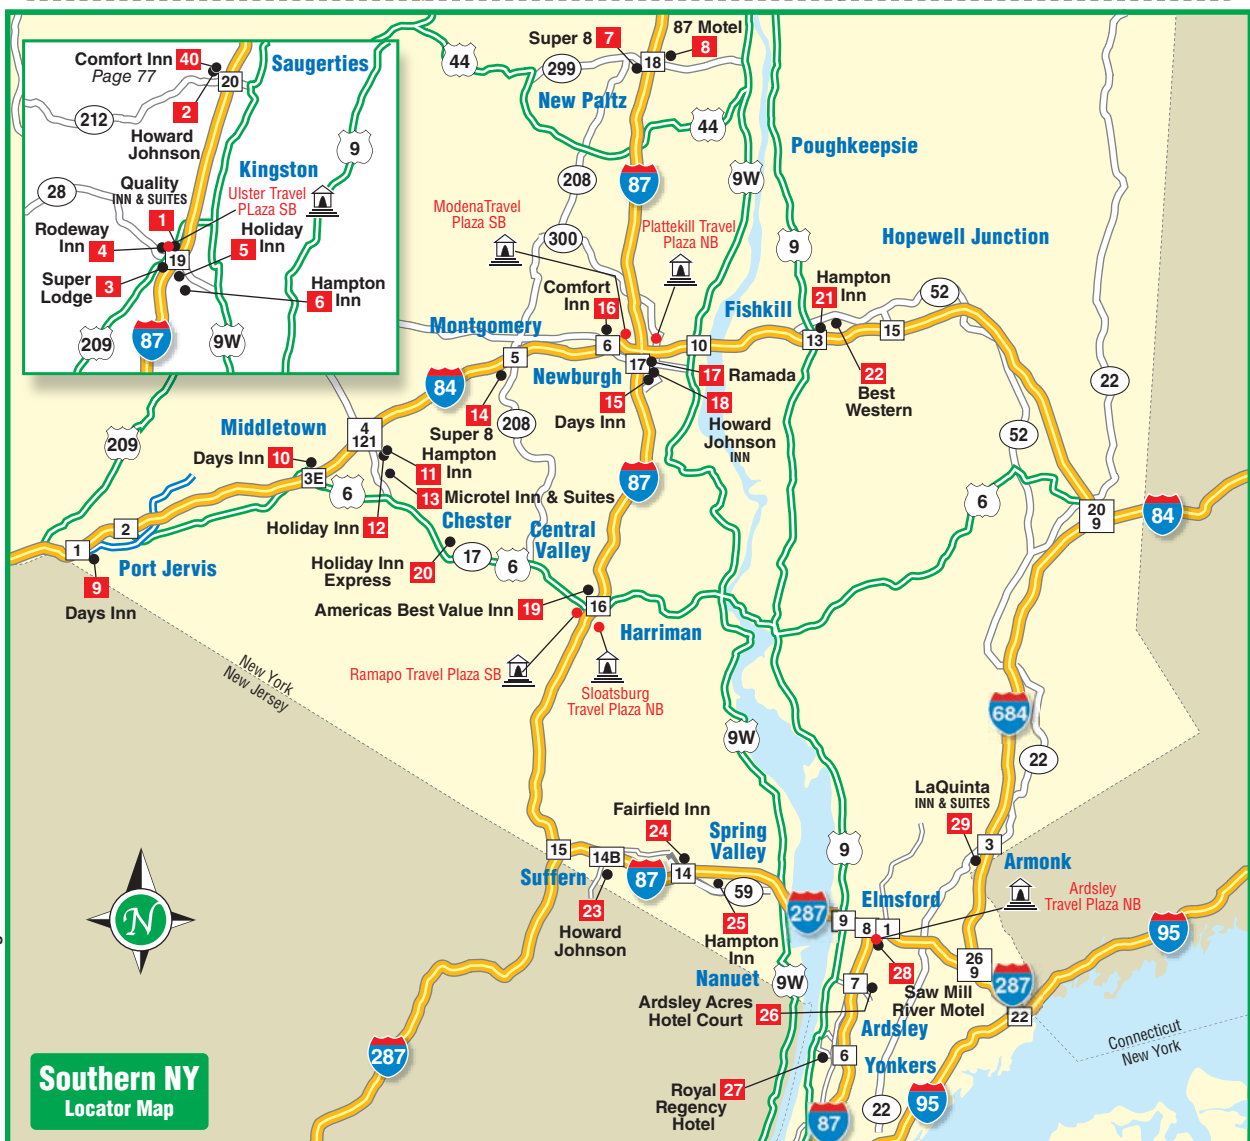 Comfort Inn 40
Page 77
2
Howard
Johnson
20
Saugerties
212
9
28
Kingston
Quality
INN & SUITES
1
Ulster Travel
PLaza SB
Rodeway
Inn 4
5 Holiday
Inn
19
Super
Lodge 3
Hampton
6 Inn
209
87
9W
44
299
Super 8 7
87 Motel
8
18
New Paltz
44
87
9W
Poughkeepsie
208
ModenaTravel
Plaza SB
300
Plattekill Travel
Plaza NB
9
Hopewell Junction
Comfort
Inn
16
Hampton
21 Inn
52
Fishkill
Montgomery
6
10
13
15
5
17
Newburgh
17 Ramada
22
Best
Western
84
15
Days Inn
18
Howard
Johnson
INN
22
14
Super 8
208
209
Middletown
4
121
52
Days Inn 10
Hampton
Inn
11
3E
6
13 Microtel Inn & Suites
87
6
20
9
84
Holiday Inn 12
Chester
Central
Valley
2
1
Port Jervis
9
Days Inn
Holiday Inn
Express 20
17
6
Americas Best Value Inn 19
16
Harriman
New York
New Jersey
Ramapo Travel Plaza SB
Sloatsburg
Travel Plaza NB
684
9W
22
LaQuinta
INN & SUITES
29
Fairfield Inn
24
Spring
Valley
9
3
Armonk
15
14B
14
Suffern
87
59
Ardsley
Travel Plaza NB
Elmsford
287
9
8
1
95
N
23
Howard
Johnson
25
Hampton
Inn
Nanuet
9W
26
9
28
Saw Mill
River Motel
287
7
Ardsley Acres
Hotel Court 26
22
Ardsley
Connecticut
New York
287
6
Yonkers
Royal 27
Regency
Hotel
95
22
87
Southern NY
Locator Map